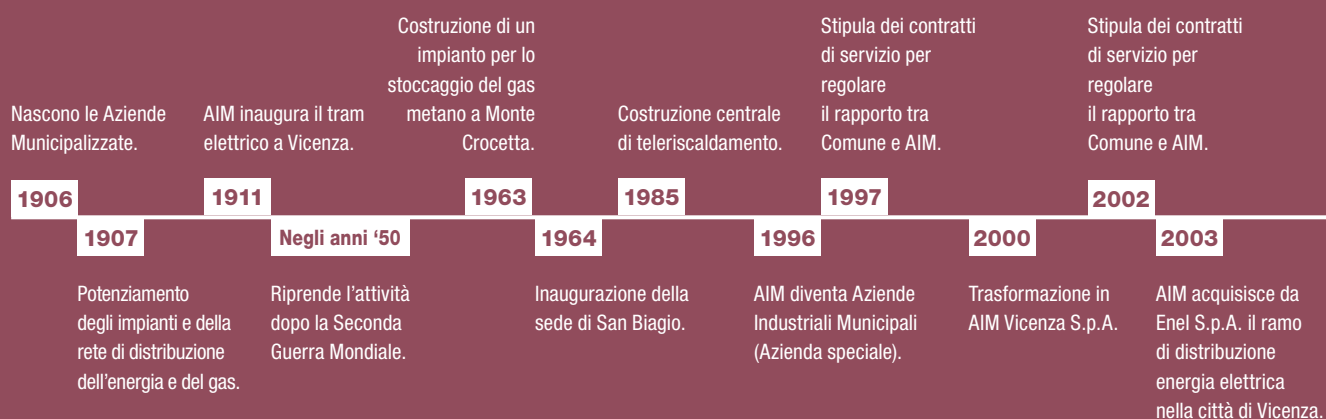 Nascono le Aziende
Municipalizzate.
1906
1907
Potenziamento
degli impianti e della
rete di distribuzione
dell'energia e del gas.
AIM inaugura il tram
elettrico a Vicenza.
1911
Negli anni ‘50
Riprende l'attività
dopo la Seconda
Guerra Mondiale.
Costruzione di un
impianto per lo
stoccaggio del gas
metano a Monte
Crocetta.
1963
1964
Inaugurazione della
sede di San Biagio.
Costruzione centrale
di teleriscaldamento.
1985
1996
AIM diventa Aziende
Industriali Municipali
(Azienda speciale).
Stipula dei contratti
di servizio per
regolare
il rapporto tra
Comune e AIM.
1997
2000
Trasformazione in
AIM Vicenza S.p.A.
Stipula dei contratti
di servizio per
regolare
il rapporto tra
Comune e AIM.
2002
2003
AIM acquisisce da
Enel S.p.A. il ramo
di distribuzione
energia elettrica
nella città di Vicenza.